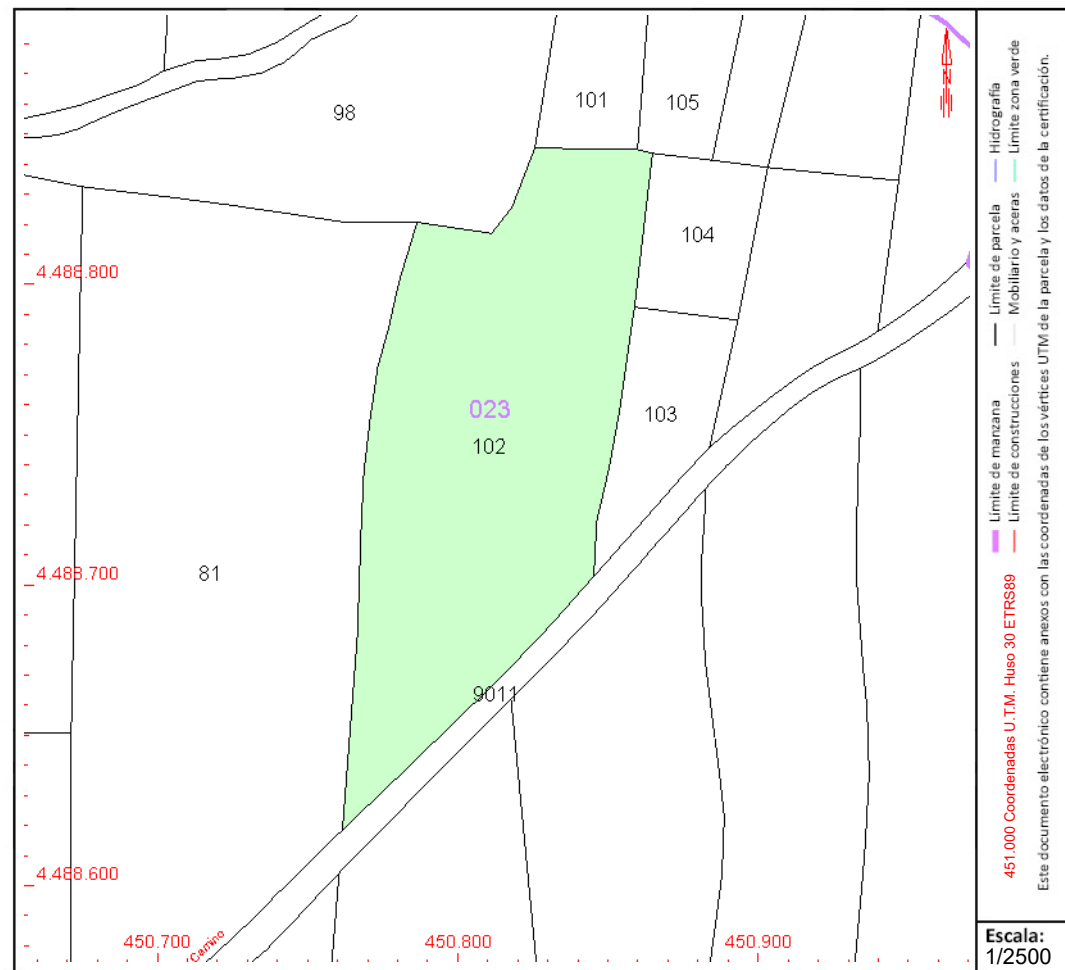 98
101
105
104
4.488.800
023
103
102
4.488.700
81
9011
4.488.600
450.700
450.800
450.900
Camino
N
Hidrografía
Límite zona verde
Límite de parcela
Mobiliario y aceras
Límite de manzana
Límite de construcciones
451.000 Coordenadas U.T.M. Huso 30 ETRS89
Este documento electrónico contiene anexos con las coordenadas de los vértices UTM de la parcela y los datos de la certificación.
Escala:
1/2500